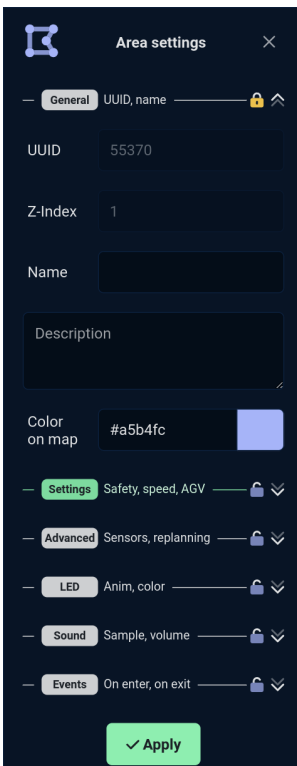 Area settings
General UUID, name
UUID 55370
Z-Index 1
Name
Description
Color
on map
#a5b4fc
Settings Safety, speed, AGV
Advanced Sensors, replanning
LED Anim, color
Sound Sample, volume
Events On enter, on exit
Apply